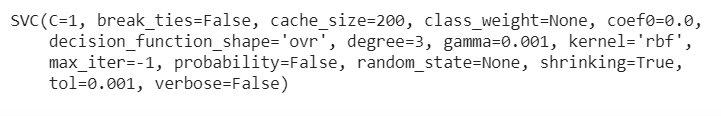 SVC(C=1, break_ties=False, cache_size=200, class_weight=None, coef0=0.0,
decision_function_shape='ovr', degree=3, gamma=0.001, kernel='rbf',
max_iter=-1, probability=False, random_state=None, shrinking=True,
tol=0.001, verbose=False)